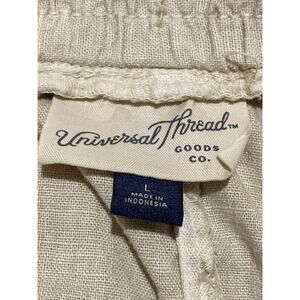 Universal Thread™
GOODS
CO.
L
MADE IN
INDONESIA